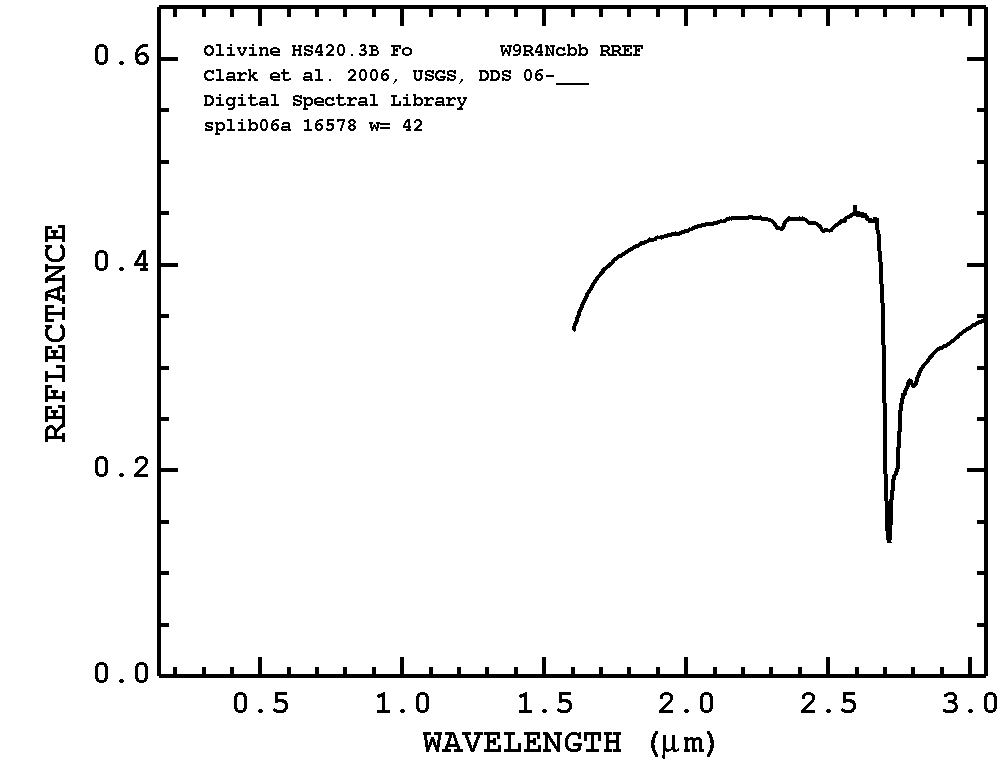 Olivine HS420.3B Fo W9R4Ncbb RREF
Clark et al. 2006, USGS, DDS 06-___
Digital Spectral Library
splib06a 16578 w= 42
0.6
0.4
0.2
0.0
REFLECTANCE
0.5 1.0 1.5 2.0 2.5 3.0
WAVELENGTH (μm)